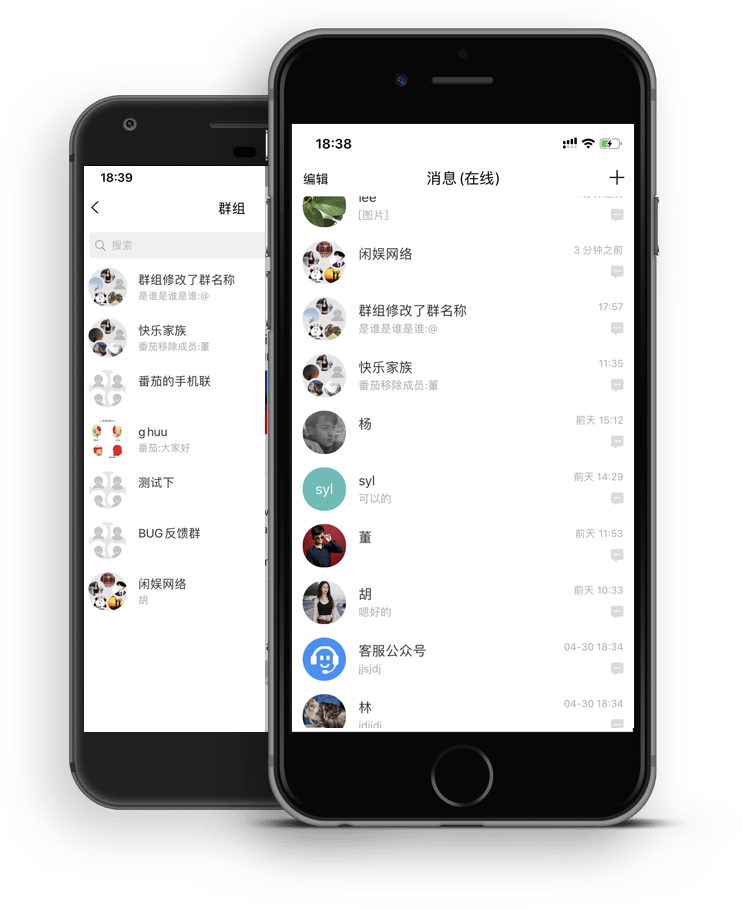 18:39
群组
搜索
群组修改了群名称
是谁是谁是谁:@
快乐家族
番茄移除成员:董
番茄的手机联
ghuu
番茄:大家好
测试下
BUG反馈群
闲娱网络
胡
18:38
编辑
消息(在线)
lee
[图片]
闲娱网络
3 分钟之前
群组修改了群名称
17:57
是谁是谁是谁:@
快乐家族
11:35
番茄移除成员:董
杨
前天 15:12
syl
syl
前天 14:29
可以的
董
前天 11:53
胡
前天 10:33
嗯好的
客服公众号
04-30 18:34
jjsjdj
林
04-30 18:34